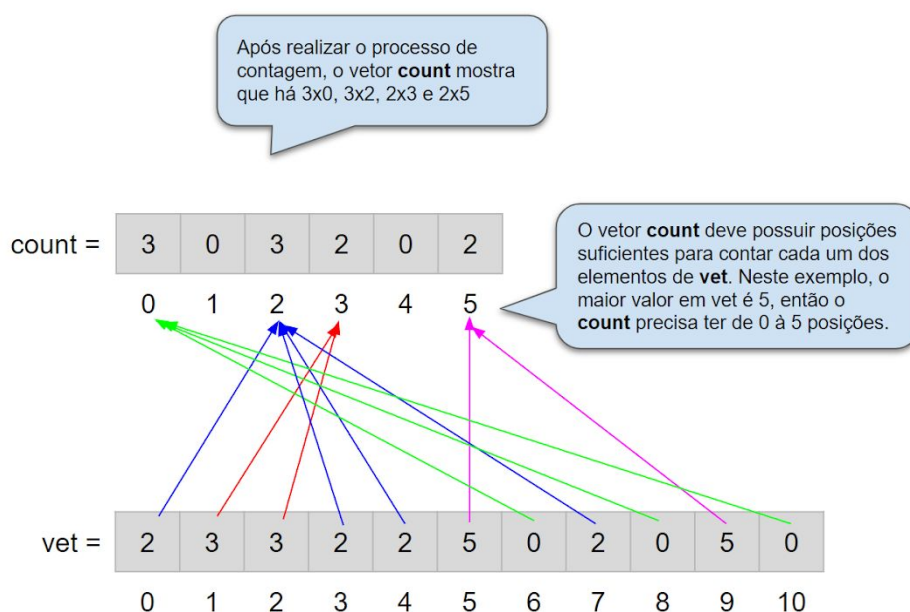 Após realizar o processo de
contagem, o vetor count mostra
que há 3x0, 3x2, 2x3 e 2x5
count = 3 0 3 2 0 2
0 1 2 3 4 5
O vetor count deve possuir posições
suficientes para contar cada um dos
elementos de vet. Neste exemplo, o
maior valor em vet é 5, então o
count precisa ter de 0 à 5 posições.
vet = 2 3 3 2 2 5 0 2 0 5 0
0 1 2 3 4 5 6 7 8 9 10